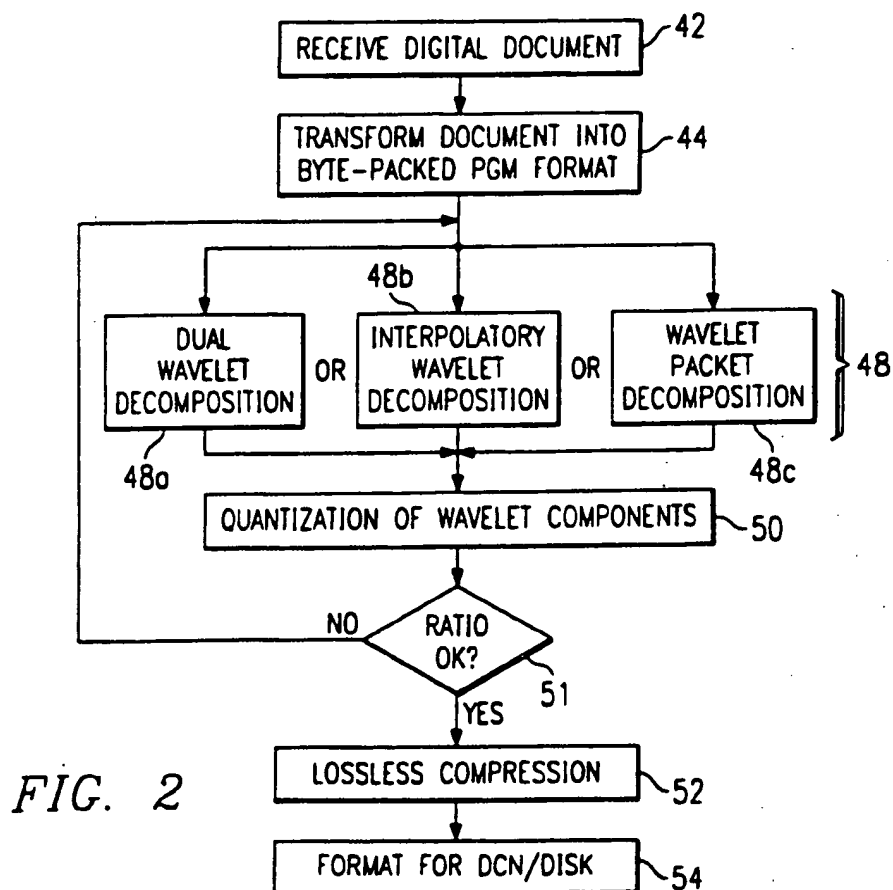 RECEIVE DIGITAL DOCUMENT
42
TRANSFORM DOCUMENT INTO
BYTE-PACKED PGM FORMAT
44
48b
DUAL
WAVELET
DECOMPOSITION
OR
INTERPOLATORY
WAVELET
DECOMPOSITION
OR
WAVELET
PACKET
DECOMPOSITION
48
48a
48c
QUANTIZATION OF WAVELET COMPONENTS
50
NO
RATIO
OK?
51
YES
LOSSLESS COMPRESSION
52
FIG. 2
FORMAT FOR DCN/DISK
54